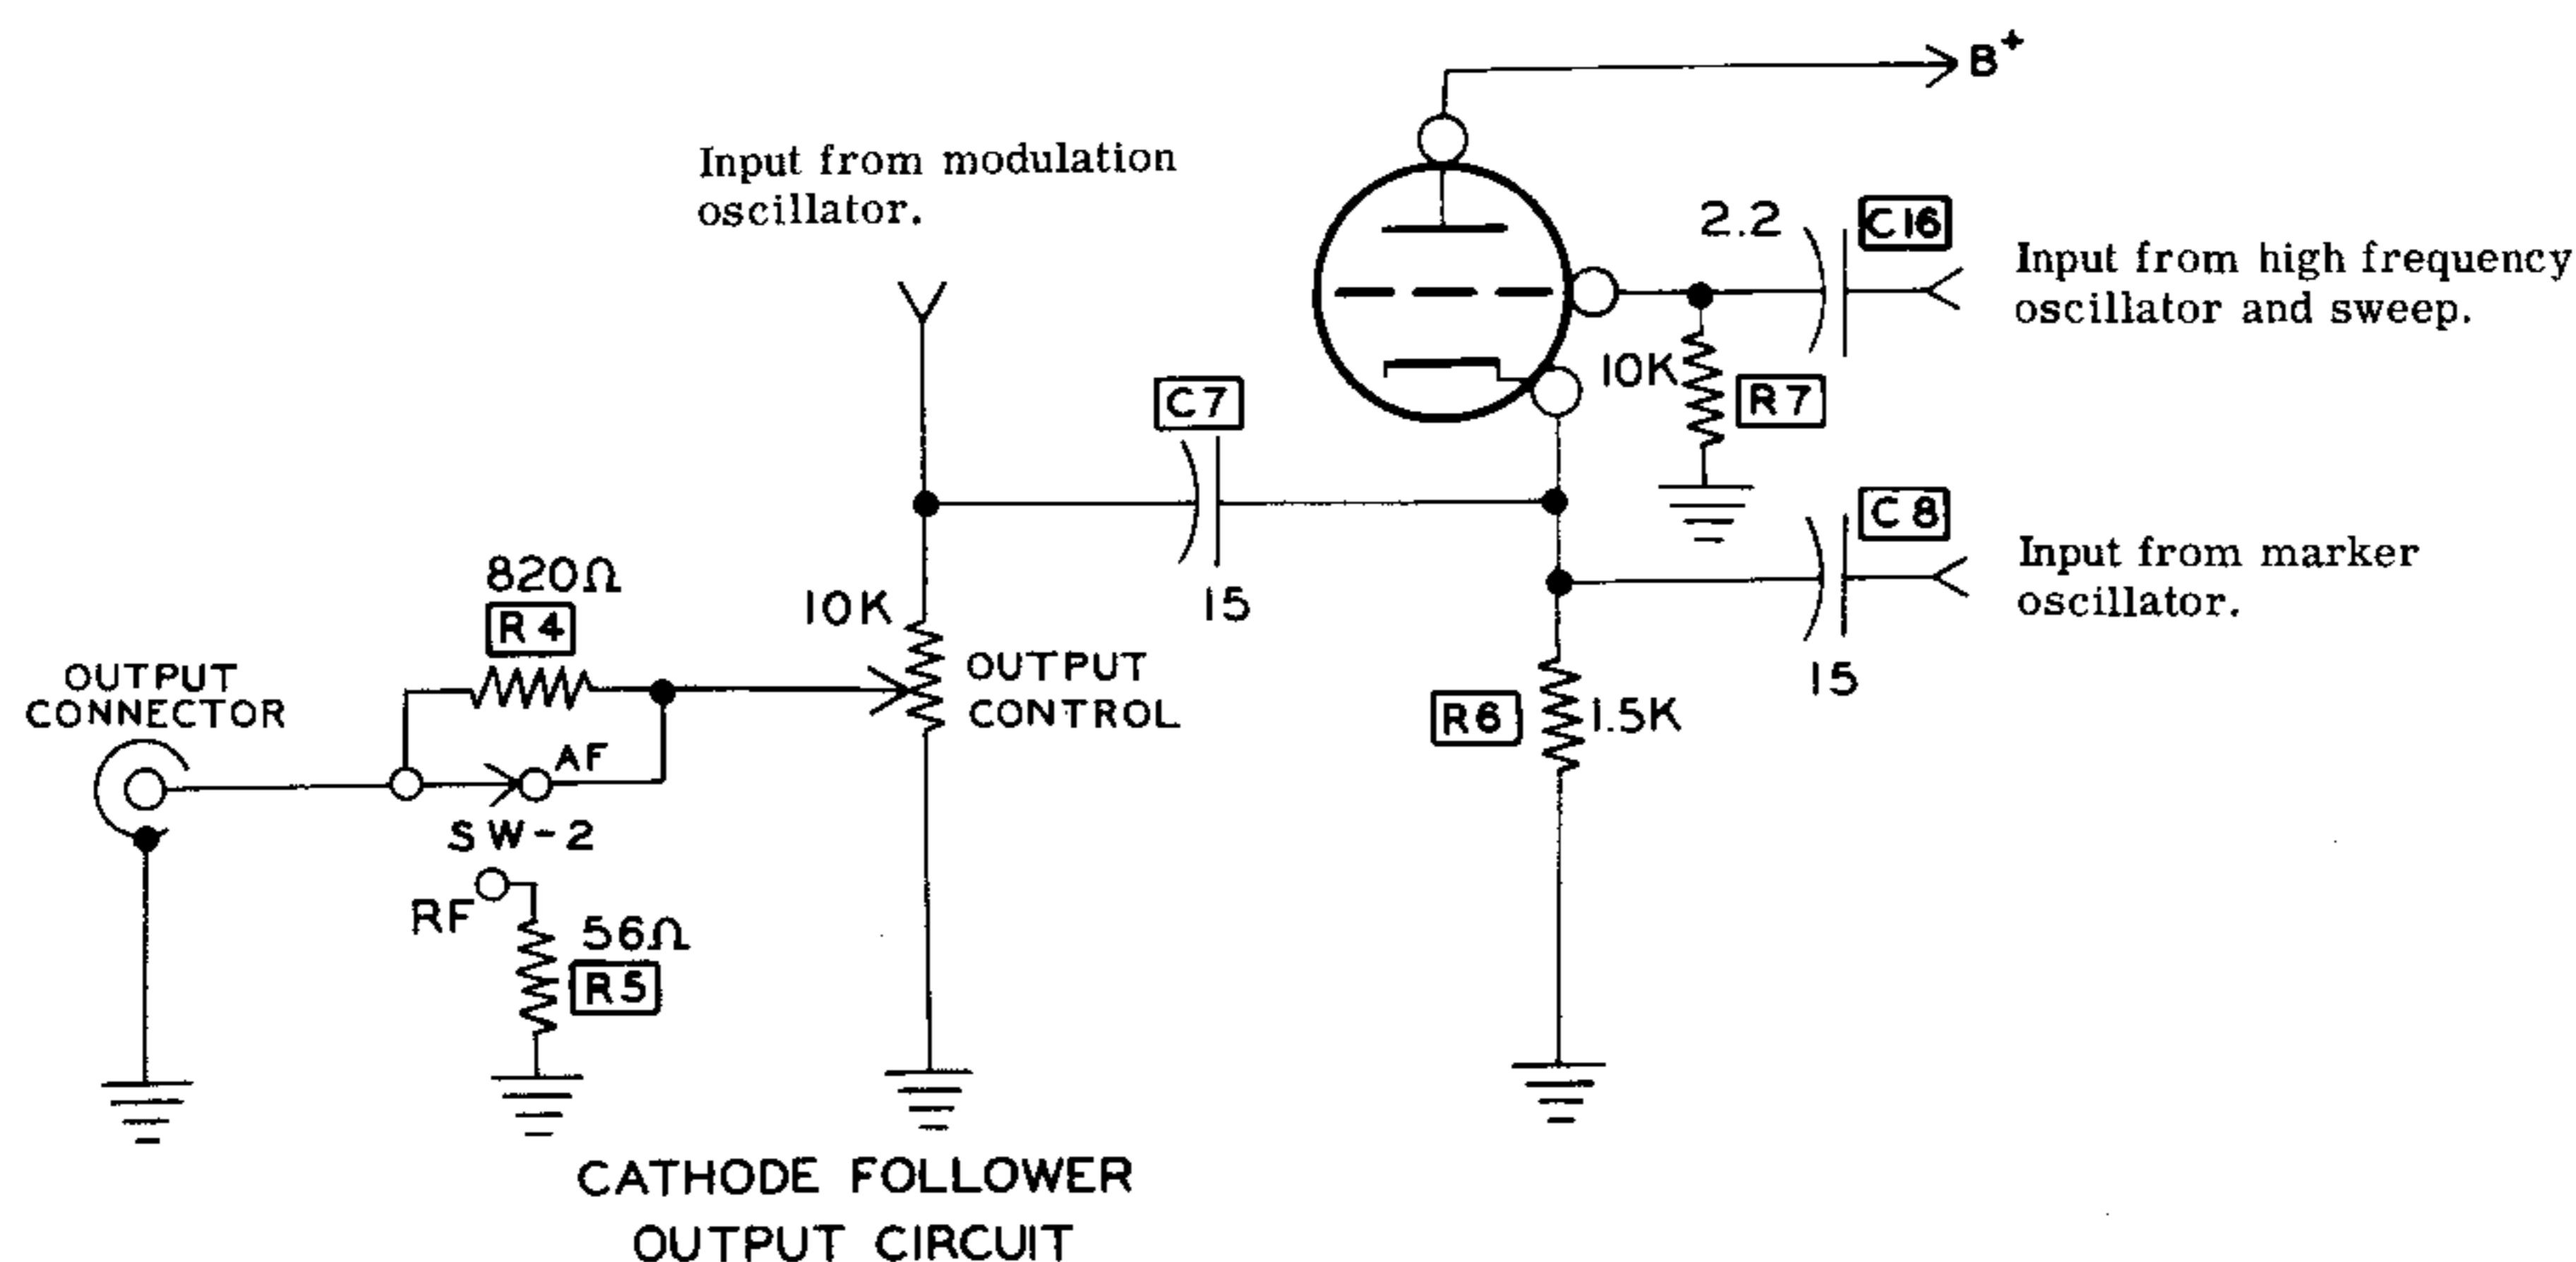 B+
Input from modulation
oscillator.
2.2
C16
Input from high frequency
oscillator and sweep.
10K
R7
C7
15
C8
Input from marker
oscillator.
15
820Ω
R4
10K
OUTPUT
CONTROL
OUTPUT
CONNECTOR
AF
SW-2
R6
1.5K
RF
56Ω
R5
CATHODE FOLLOWER
OUTPUT CIRCUIT